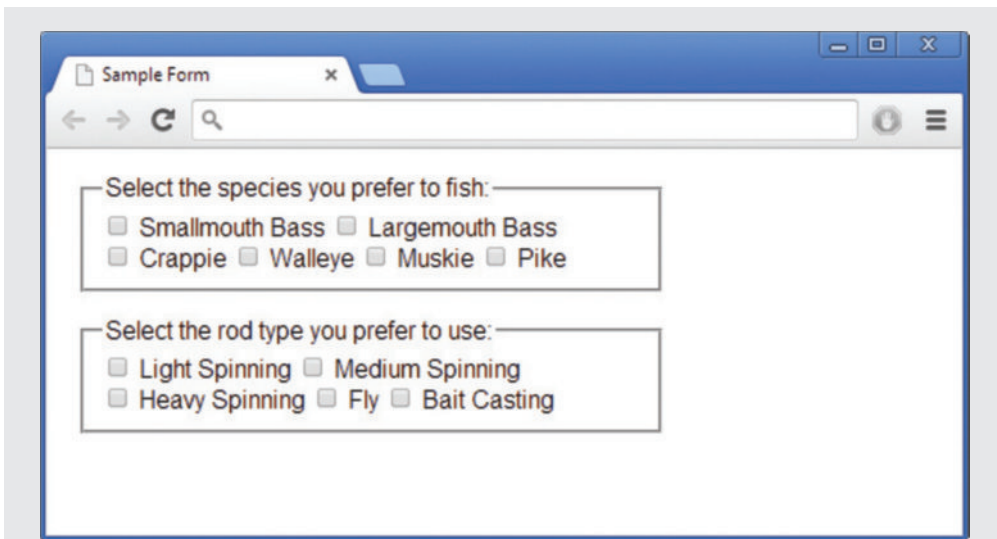 Sample Form
Select the species you prefer to fish:
Smallmouth Bass Largemouth Bass
Crappie Walleye Muskie Pike
Select the rod type you prefer to use:
Light Spinning Medium Spinning
Heavy Spinning Fly Bait Casting